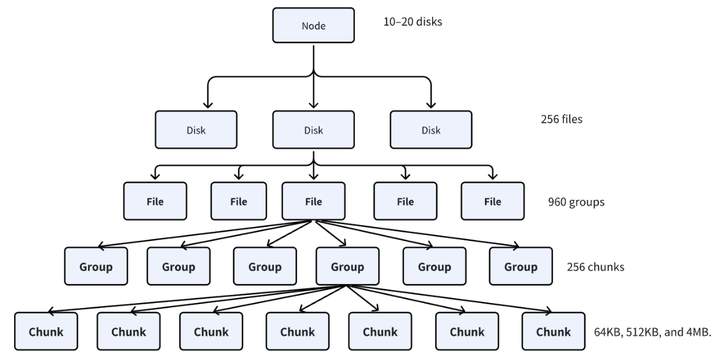 Node
10–20 disks
Disk
Disk
Disk
256 files
File
File
File
File
File
960 groups
Group
Group
Group
Group
Group
Group
256 chunks
Chunk
Chunk
Chunk
Chunk
Chunk
Chunk
Chunk
64KB, 512KB, and 4MB.